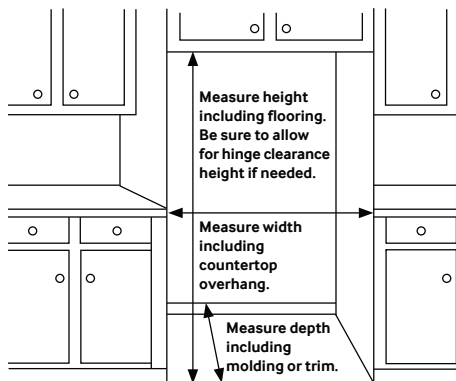 Measure height
including flooring.
Be sure to allow
for hinge clearance
height if needed.
Measure width
including
countertop
overhang.
Measure depth
including
molding or trim.